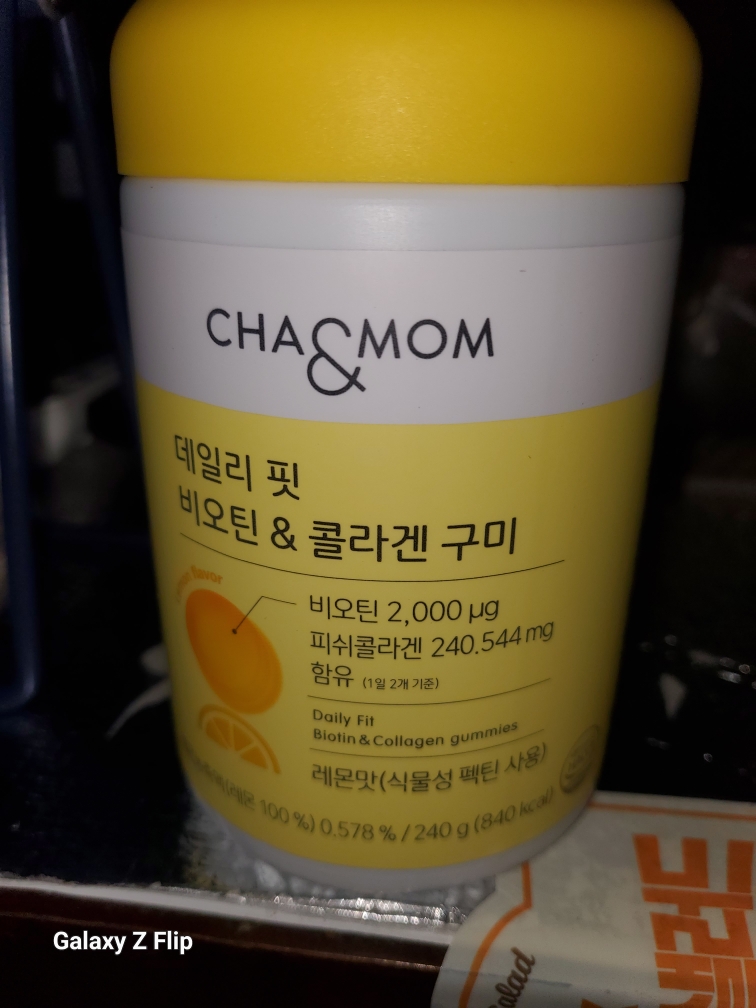 CHA&MOM
데일리 핏
비오틴 & 콜라겐 구미
flavor
비오틴 2,000 µg
피쉬콜라겐 240.544 mg
함유 (1일 2개 기준)
Daily Fit
Biotin & Collagen gummies
레몬맛(식물성 펙틴 사용)
(레몬 100 %) 0.578 % / 240 g (840 kcal)
Galaxy Z Flip